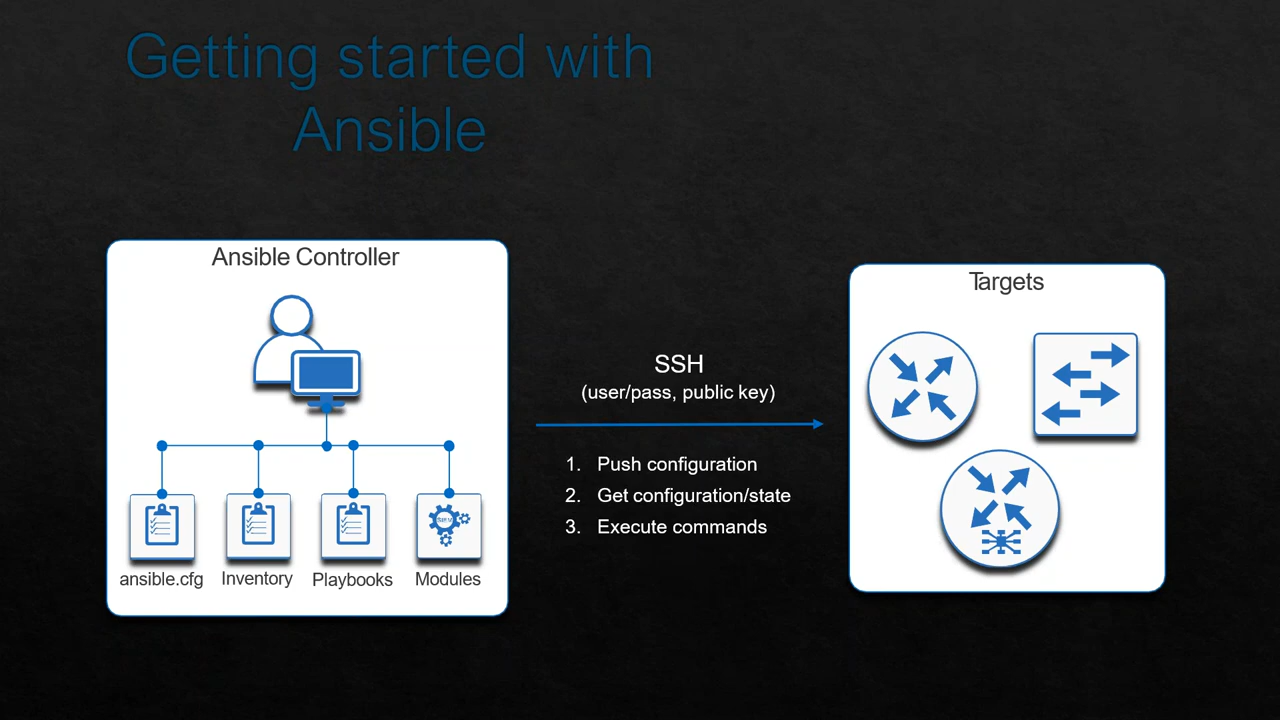 Getting started with
Ansible
Ansible Controller
ansible.cfg
Inventory
Playbooks
Modules
SSH
(user/pass, public key)
1. Push configuration
2. Get configuration/state
3. Execute commands
Targets